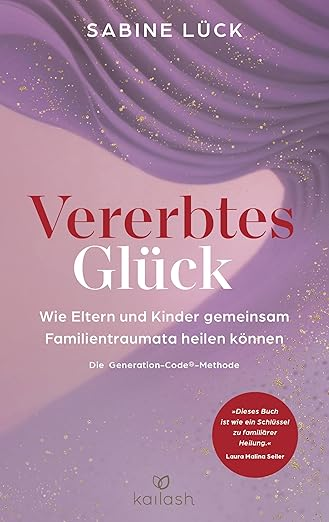 SABINE LÜCK
Vererbtes
Glück
Wie Eltern und Kinder gemeinsam
Familientraumata heilen können
Die Generation-Code®-Methode
»Dieses Buch
ist wie ein Schlüssel
zu familiärer
Heilung.«
Laura Malina Seiler
kailash